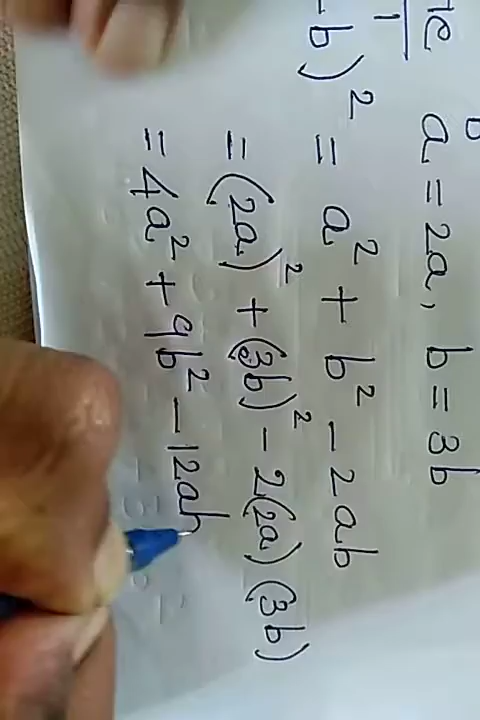 a = 2a, b = 3b
b)² = a² + b² - 2ab
= (2a)² + (3b)² - 2(2a)(3b)
= 4a² + 9b² - 12ab